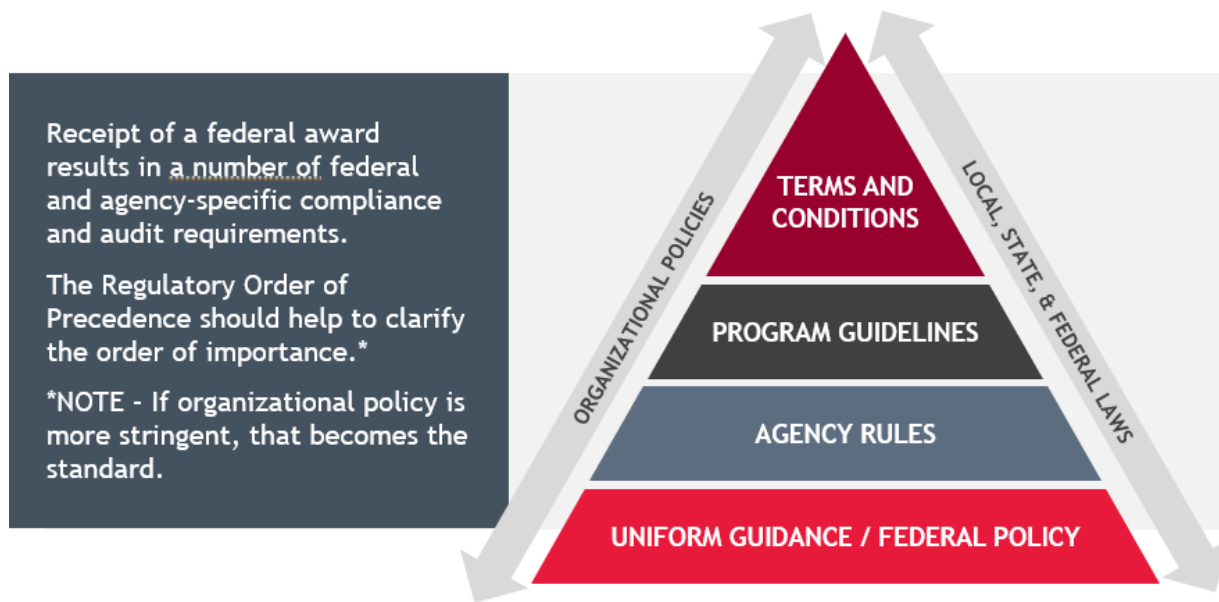 Receipt of a federal award
results in a number of federal
and agency-specific compliance
and audit requirements.
The Regulatory Order of
Precedence should help to clarify
the order of importance.*
*NOTE - If organizational policy is
more stringent, that becomes the
standard.
ORGANIZATIONAL POLICIES
TERMS AND
CONDITIONS
PROGRAM GUIDELINES
AGENCY RULES
UNIFORM GUIDANCE / FEDERAL POLICY
LOCAL, STATE, & FEDERAL LAWS